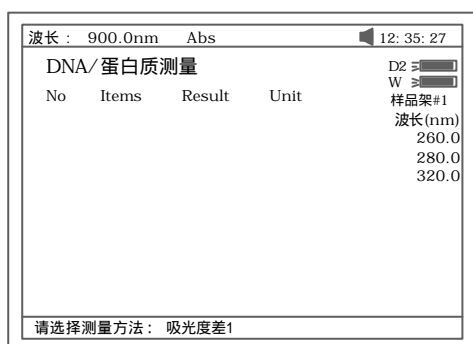 波长： 900.0nm Abs 12: 35: 27
DNA/蛋白质测量
D2
W
No Items Result Unit
样品架#1
波长(nm)
260.0
280.0
320.0
请选择测量方法： 吸光度差1